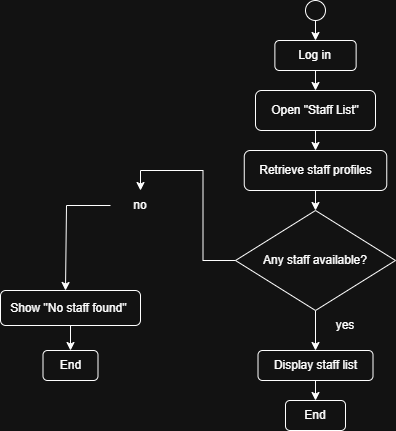 Log in
Open "Staff List"
Retrieve staff profiles
Any staff available?
no
yes
Show "No staff found"
End
Display staff list
End